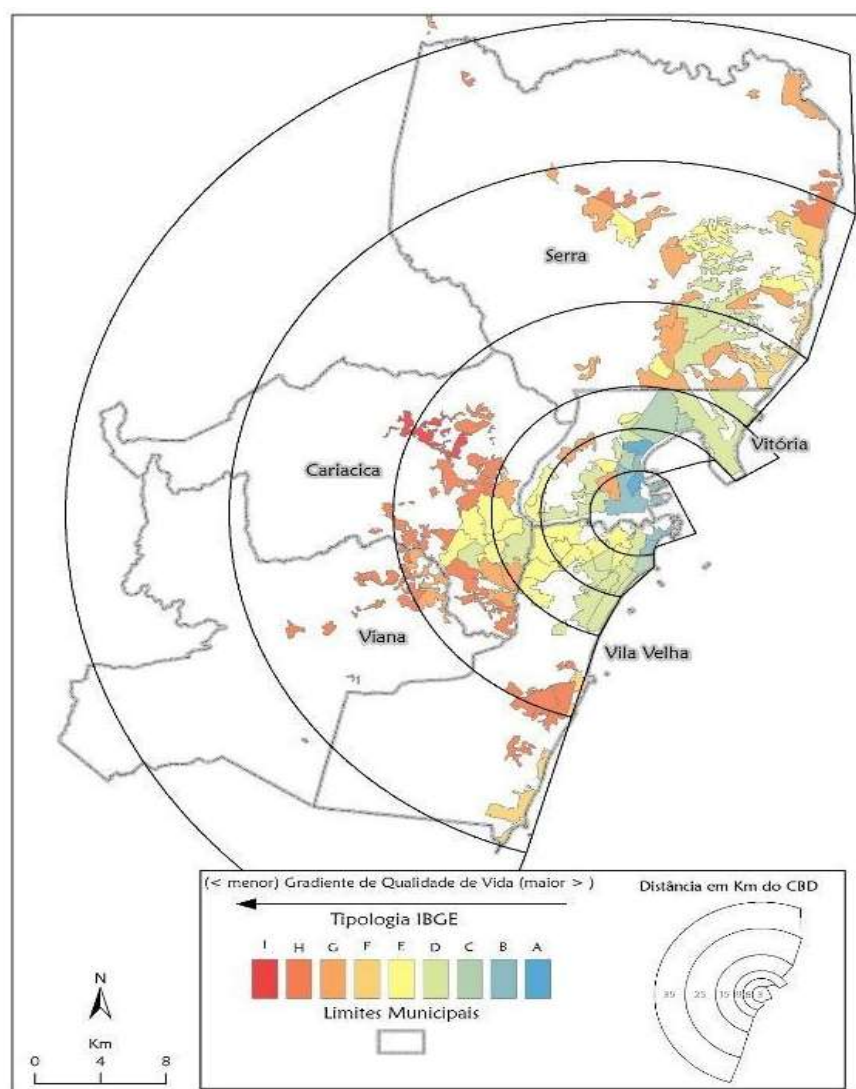 Serra
Vitória
Cariacica
Viana
Vila Velha
(< menor) Gradiente de Qualidade de Vida (maior > )
Distância em Km do CBD
Tipologia IBGE
I H G F E D C B A
Limites Municipais
N
Km
0 4 8
25 15 3